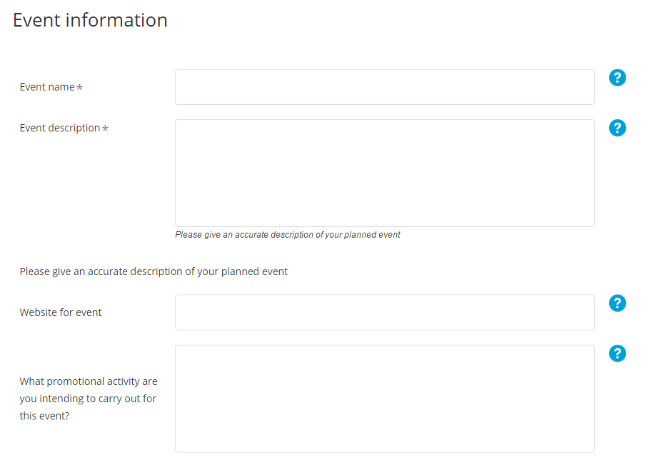 Event information
Event name *
?
Event description *
?
Please give an accurate description of your planned event
Please give an accurate description of your planned event
Website for event
?
What promotional activity are
you intending to carry out for
this event?
?